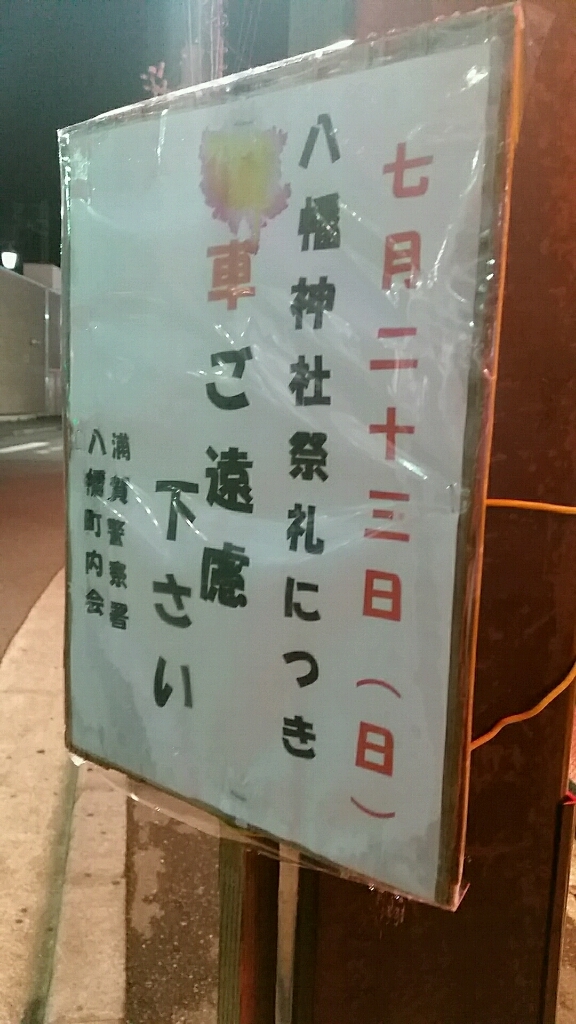 七月二十三日(日)
八幡神社祭礼につき
車ご遠慮
下さい
浦賀警察署
八幡町内会